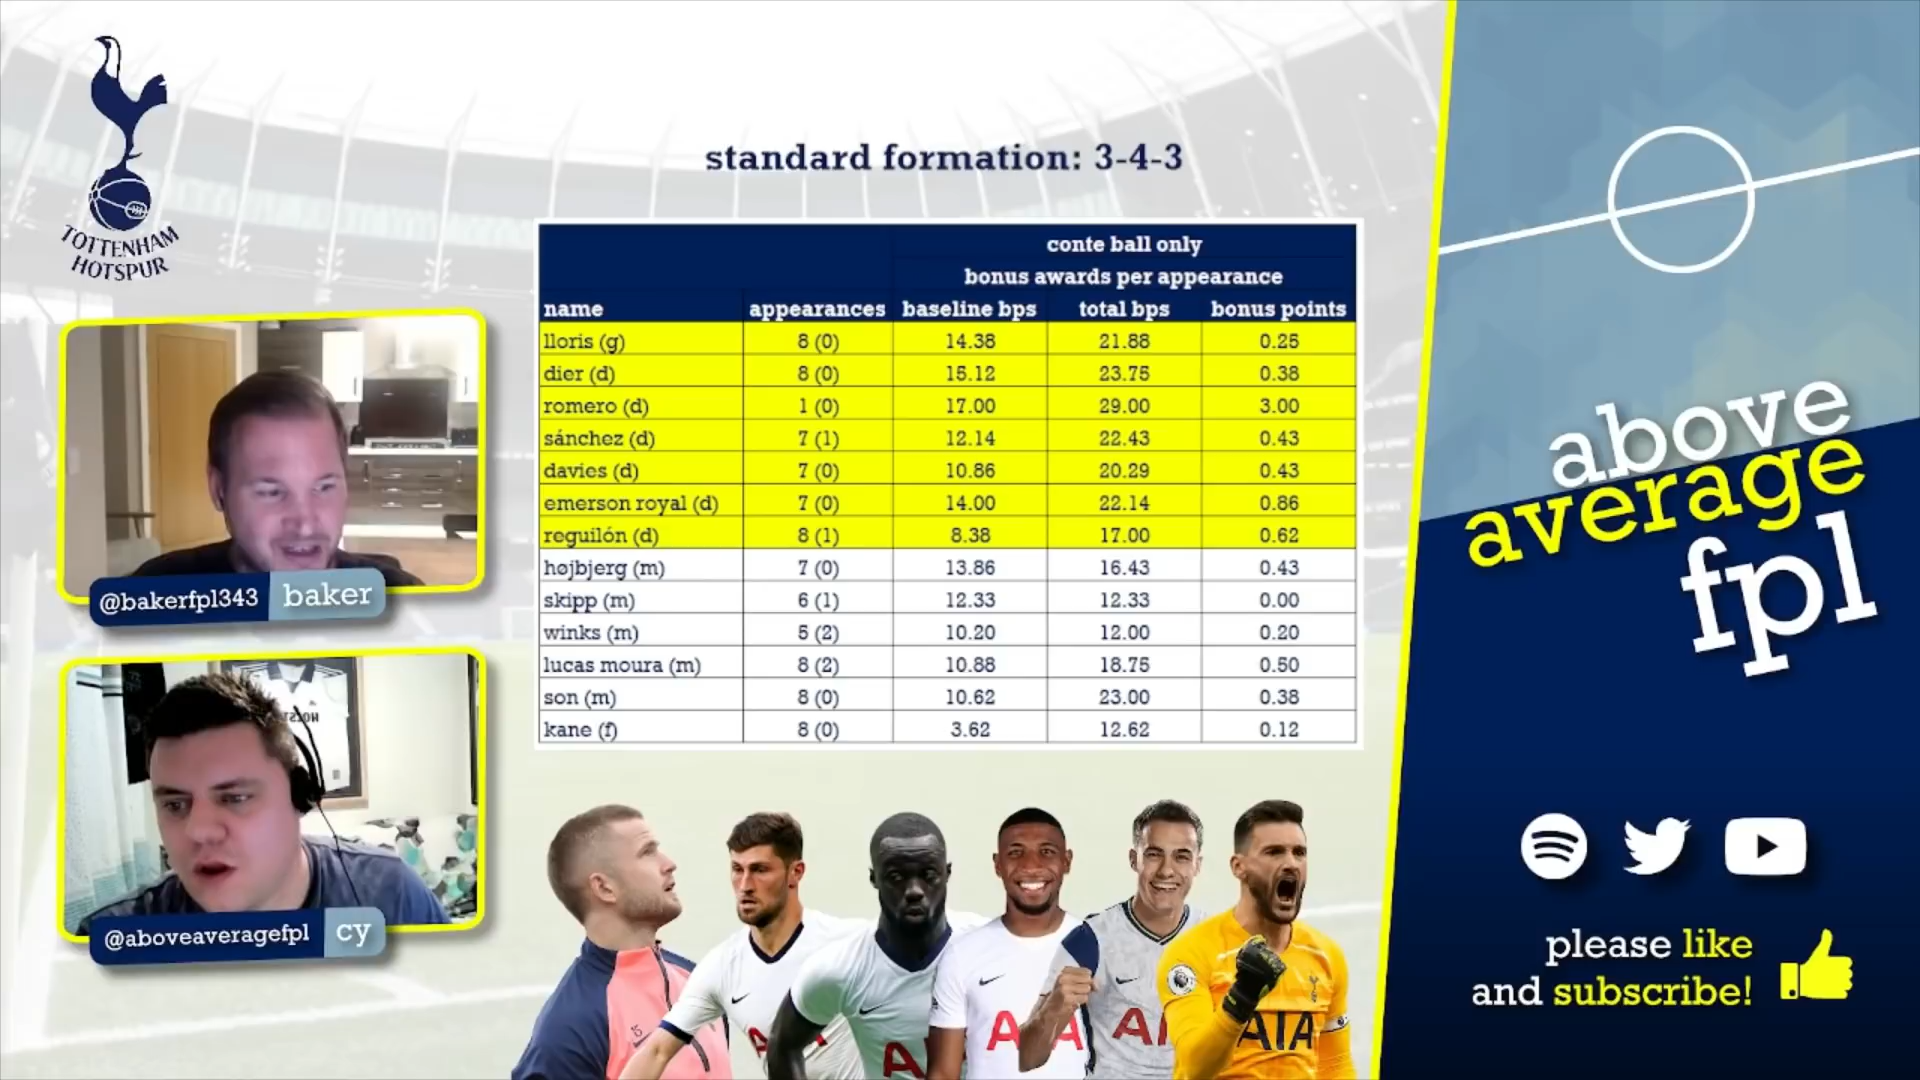 TOTTENHAM
HOTSPUR
standard formation: 3-4-3
conte ball only
bonus awards per appearance
name appearances baseline bps total bps bonus points
lloris (g) 8 (0) 14.38 21.88 0.25
dier (d) 8 (0) 15.12 23.75 0.38
romero (d) 1 (0) 17.00 29.00 3.00
sánchez (d) 7 (1) 12.14 22.43 0.43
davies (d) 7 (0) 10.86 20.29 0.43
emerson royal (d) 7 (0) 14.00 22.14 0.86
reguilón (d) 8 (1) 8.38 17.00 0.62
højbjerg (m) 7 (0) 13.86 16.43 0.43
skipp (m) 6 (1) 12.33 12.33 0.00
winks (m) 5 (2) 10.20 12.00 0.20
lucas moura (m) 8 (2) 10.88 18.75 0.50
son (m) 8 (0) 10.62 23.00 0.38
kane (f) 8 (0) 3.62 12.62 0.12
@bakerfpl343 baker
@aboveaveragefpl cy
15
AIA
above
average
fpl
please like
and subscribe!